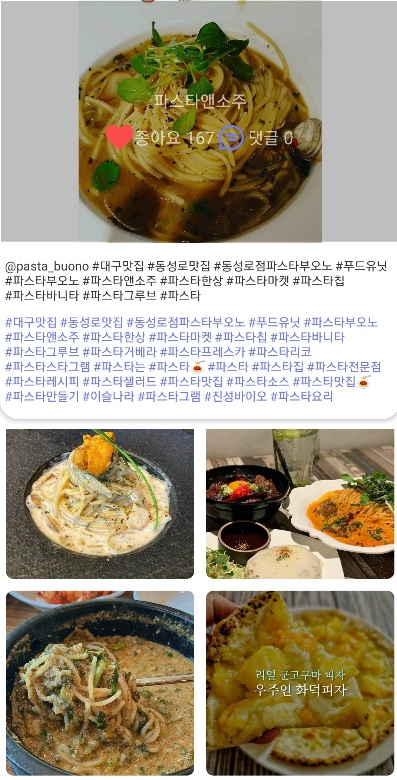 파스타앤소주
좋아요 167 댓글 0
@pasta_buono #대구맛집 #동성로맛집 #동성로점파스타부오노 #푸드유닛
#파스타부오노 #파스타앤소주 #파스타한상 #파스타마켓 #파스타칩
#파스타바니타 #파스타그루브 #파스타
#대구맛집 #동성로맛집 #동성로점파스타부오노 #푸드유닛 #파스타부오노
#파스타앤소주 #파스타한상 #파스타마켓 #파스타칩 #파스타바니타
#파스타그루브 #파스타거베라 #파스타프레스카 #파스타리코
#파스타스타그램 #파스타는 #파스타🍝 #파스타 #파스타집 #파스타전문점
#파스타레시피 #파스타샐러드 #파스타맛집 #파스타소스 #파스타맛집🍝
#파스타만들기 #이슬나라 #파스타그램 #진성바이오 #파스타요리
리얼 군고구마 피자
우주인 화덕피자